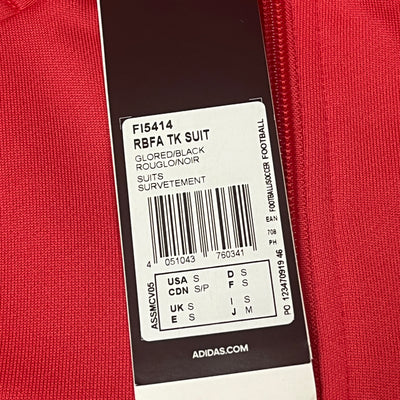 FI5414
RBFA TK SUIT
GLORED/BLACK
ROUGLO/NOIR
SUITS
SURVETEMENT
FOOTBALL/SOCCER FOOTBALL
EAN
708
PH
4 051043 760341
ASSMCV05
USA S D S
CDN S/P F S
UK S I S
E S J M
PO 123470919 46
ADIDAS.COM